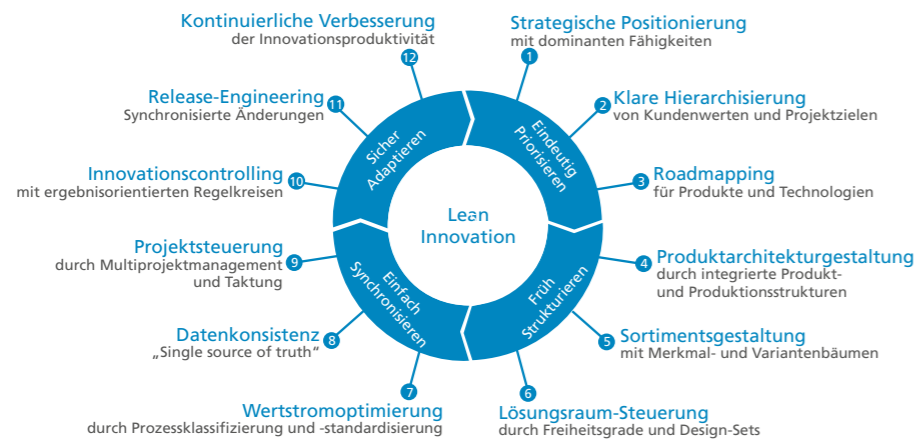 Lean
Innovation
Eindeutig
Priorisieren
1
Strategische Positionierung
mit dominanten Fähigkeiten
2
Klare Hierarchisierung
von Kundenwerten und Projektzielen
3
Roadmapping
für Produkte und Technologien
Früh
Strukturieren
4
Produktarchitekturgestaltung
durch integrierte Produkt-
und Produktionsstrukturen
5
Sortimentsgestaltung
mit Merkmal- und Variantenbäumen
6
Lösungsraum-Steuerung
durch Freiheitsgrade und Design-Sets
Einfach
Synchronisieren
7
Wertstromoptimierung
durch Prozessklassifizierung und -standardisierung
8
Datenkonsistenz
„Single source of truth“
9
Projektsteuerung
durch Multiprojektmanagement
und Taktung
Sicher
Adaptieren
10
Innovationscontrolling
mit ergebnisorientierten Regelkreisen
11
Release-Engineering
Synchronisierte Änderungen
12
Kontinuierliche Verbesserung
der Innovationsproduktivität